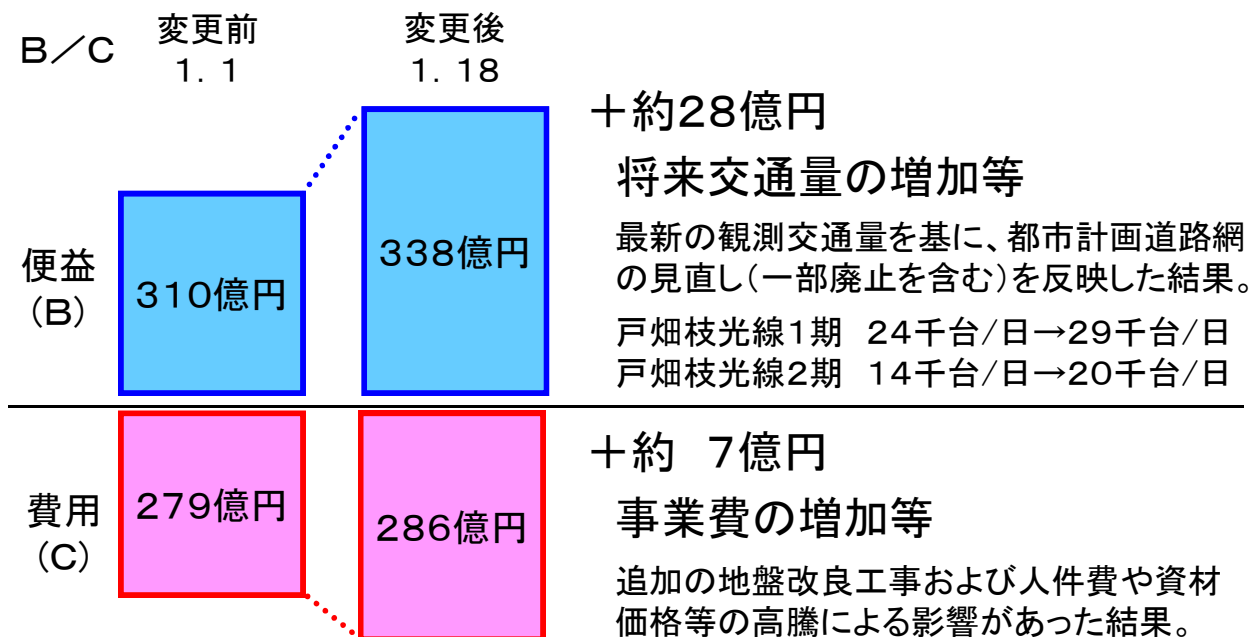 B／C
変更前
1．1
変更後
1．18
便益
（B）
310億円
338億円
＋約28億円
将来交通量の増加等
最新の観測交通量を基に、都市計画道路網
の見直し（一部廃止を含む）を反映した結果。
戸畑枝光線1期　24千台/日→29千台/日
戸畑枝光線2期　14千台/日→20千台/日
費用
（C）
279億円
286億円
＋約　7億円
事業費の増加等
追加の地盤改良工事および人件費や資材
価格等の高騰による影響があった結果。